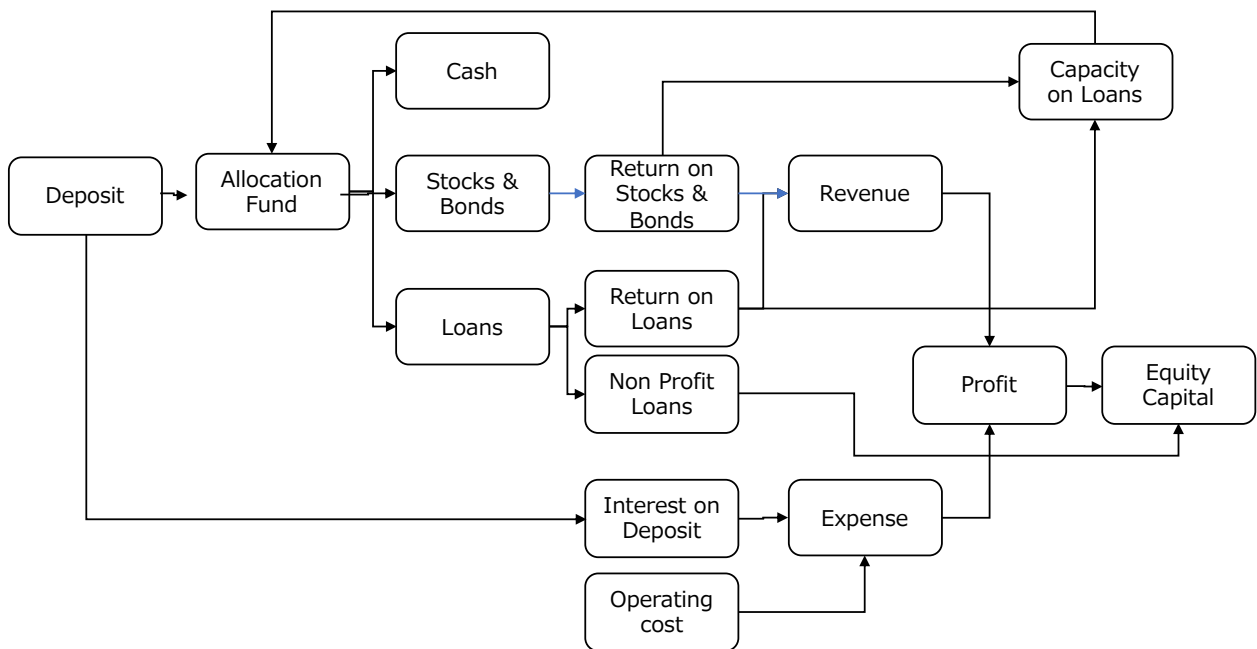 Cash
Capacity
on Loans
Deposit
Allocation
Fund
Stocks &
Bonds
Return on
Stocks &
Bonds
Revenue
Loans
Return on
Loans
Non Profit
Loans
Profit
Equity
Capital
Interest on
Deposit
Expense
Operating
cost